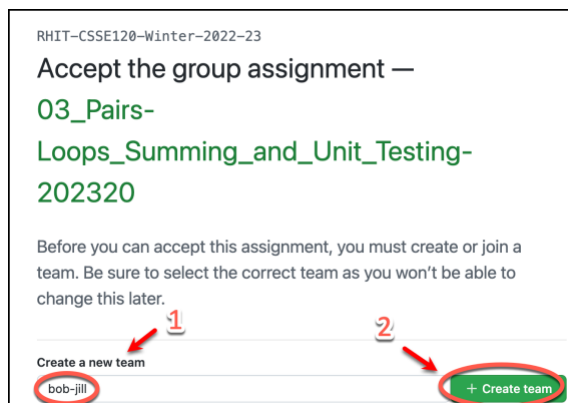 RHIT-CSSE120-Winter-2022-23
Accept the group assignment —
03_Pairs-
Loops_Summing_and_Unit_Testing-
202320
Before you can accept this assignment, you must create or join a
team. Be sure to select the correct team as you won't be able to
change this later.
1
2
Create a new team
bob-jill
+ Create team